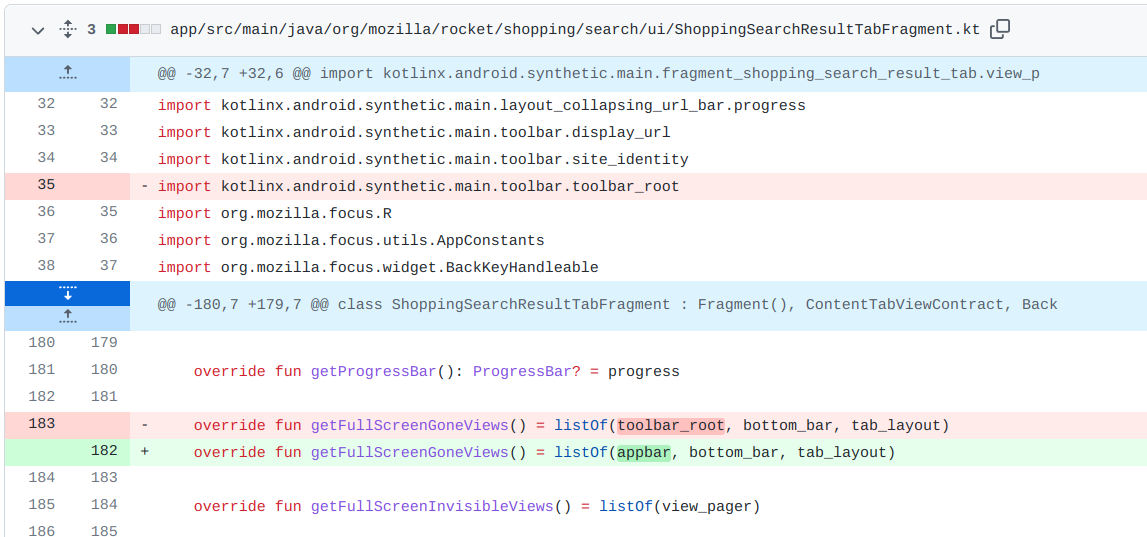 3 app/src/main/java/org/mozilla/rocket/shopping/search/ui/ShoppingSearchResultTabFragment.kt
@@ -32,7 +32,6 @@ import kotlinx.android.synthetic.main.fragment_shopping_search_result_tab.view_p
32 32 import kotlinx.android.synthetic.main.layout_collapsing_url_bar.progress
33 33 import kotlinx.android.synthetic.main.toolbar.display_url
34 34 import kotlinx.android.synthetic.main.toolbar.site_identity
35 - import kotlinx.android.synthetic.main.toolbar.toolbar_root
36 35 import org.mozilla.focus.R
37 36 import org.mozilla.focus.utils.AppConstants
38 37 import org.mozilla.focus.widget.BackKeyHandleable
@@ -180,7 +179,7 @@ class ShoppingSearchResultTabFragment : Fragment(), ContentTabViewContract, Back
180 179
181 180 override fun getProgressBar(): ProgressBar? = progress
182 181
183 - override fun getFullScreenGoneViews() = listOf(toolbar_root, bottom_bar, tab_layout)
182 + override fun getFullScreenGoneViews() = listOf(appbar, bottom_bar, tab_layout)
184 183
185 184 override fun getFullScreenInvisibleViews() = listOf(view_pager)
186 185